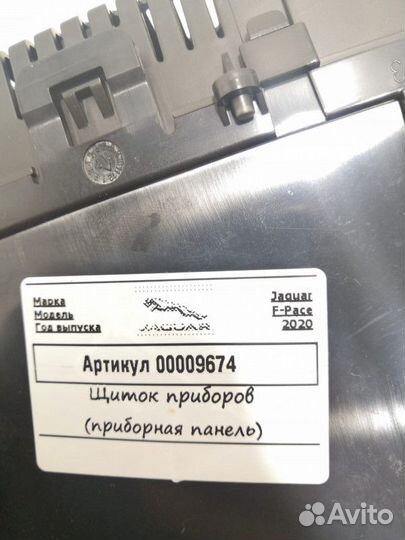 Марка Jaguar
Модель F-Pace
Год выпуска 2020
JAGUAR
Артикул 00009674
Щиток приборов
(приборная панель)
Avito